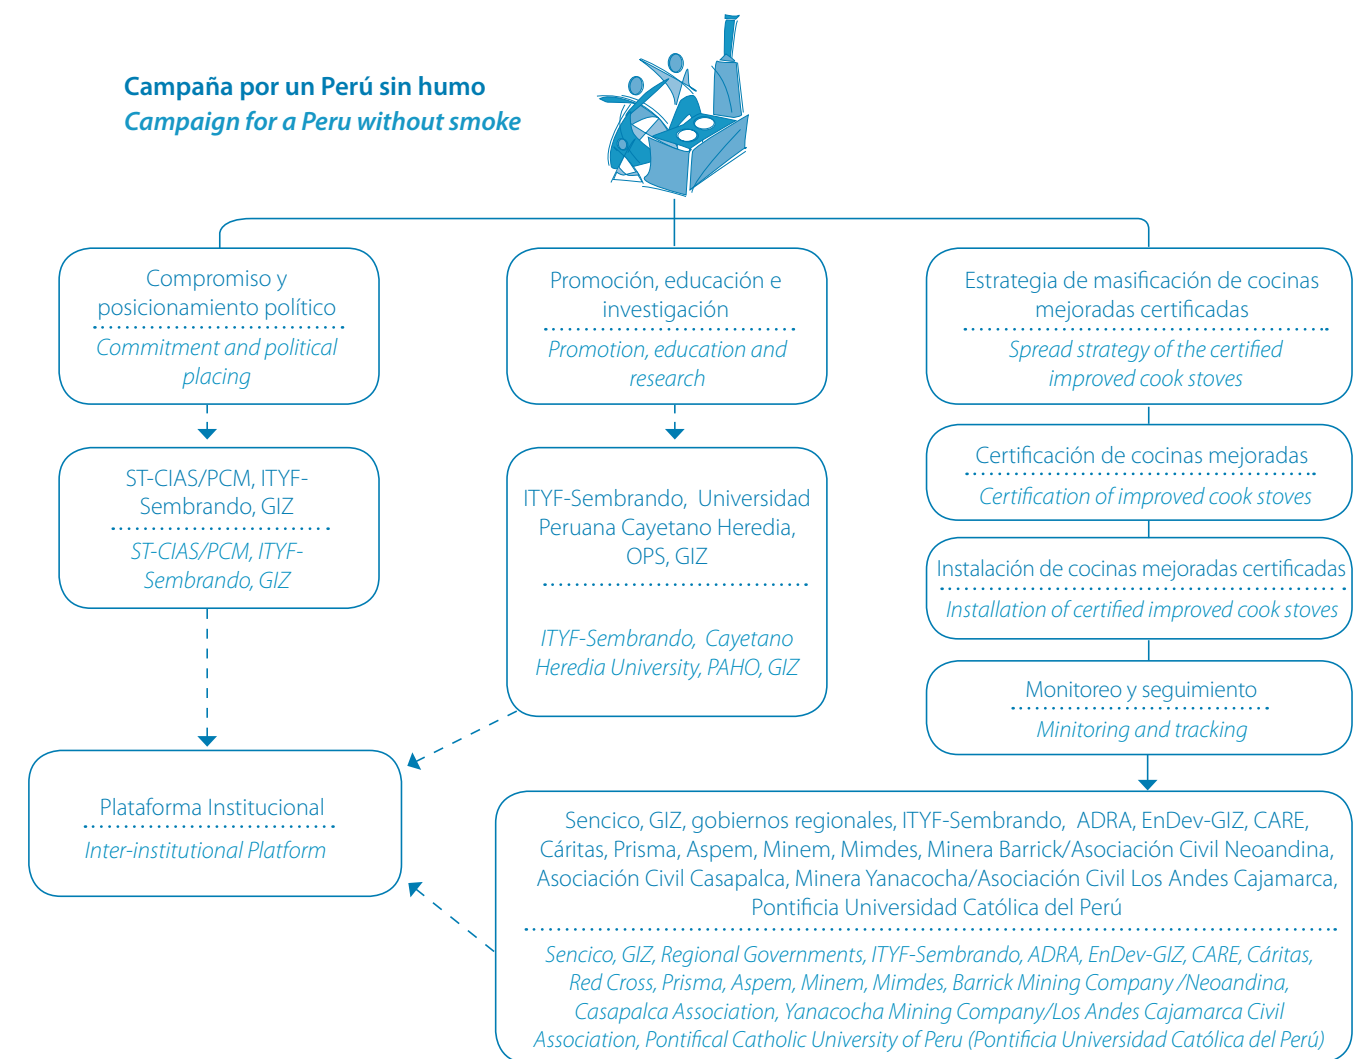 Campaña por un Perú sin humo
Campaign for a Peru without smoke
Compromiso y
posicionamiento político
Commitment and political
placing
Promoción, educación e
investigación
Promotion, education and
research
Estrategia de masificación de cocinas
mejoradas certificadas
Spread strategy of the certified
improved cook stoves
ST-CIAS/PCM, ITYF-
Sembrando, GIZ
ST-CIAS/PCM, ITYF-
Sembrando, GIZ
ITYF-Sembrando, Universidad
Peruana Cayetano Heredia,
OPS, GIZ
ITYF-Sembrando, Cayetano
Heredia University, PAHO, GIZ
Certificación de cocinas mejoradas
Certification of improved cook stoves
Instalación de cocinas mejoradas certificadas
Installation of certified improved cook stoves
Monitoreo y seguimiento
Minitoring and tracking
Plataforma Institucional
Inter-institutional Platform
Sencico, GIZ, gobiernos regionales, ITYF-Sembrando, ADRA, EnDev-GIZ, CARE,
Cáritas, Prisma, Aspem, Minem, Mimdes, Minera Barrick/Asociación Civil Neoandina,
Asociación Civil Casapalca, Minera Yanacocha/Asociación Civil Los Andes Cajamarca,
Pontificia Universidad Católica del Perú
Sencico, GIZ, Regional Governments, ITYF-Sembrando, ADRA, EnDev-GIZ, CARE, Cáritas,
Red Cross, Prisma, Aspem, Minem, Mimdes, Barrick Mining Company /Neoandina,
Casapalca Association, Yanacocha Mining Company/Los Andes Cajamarca Civil
Association, Pontifical Catholic University of Peru (Pontificia Universidad Católica del Perú)